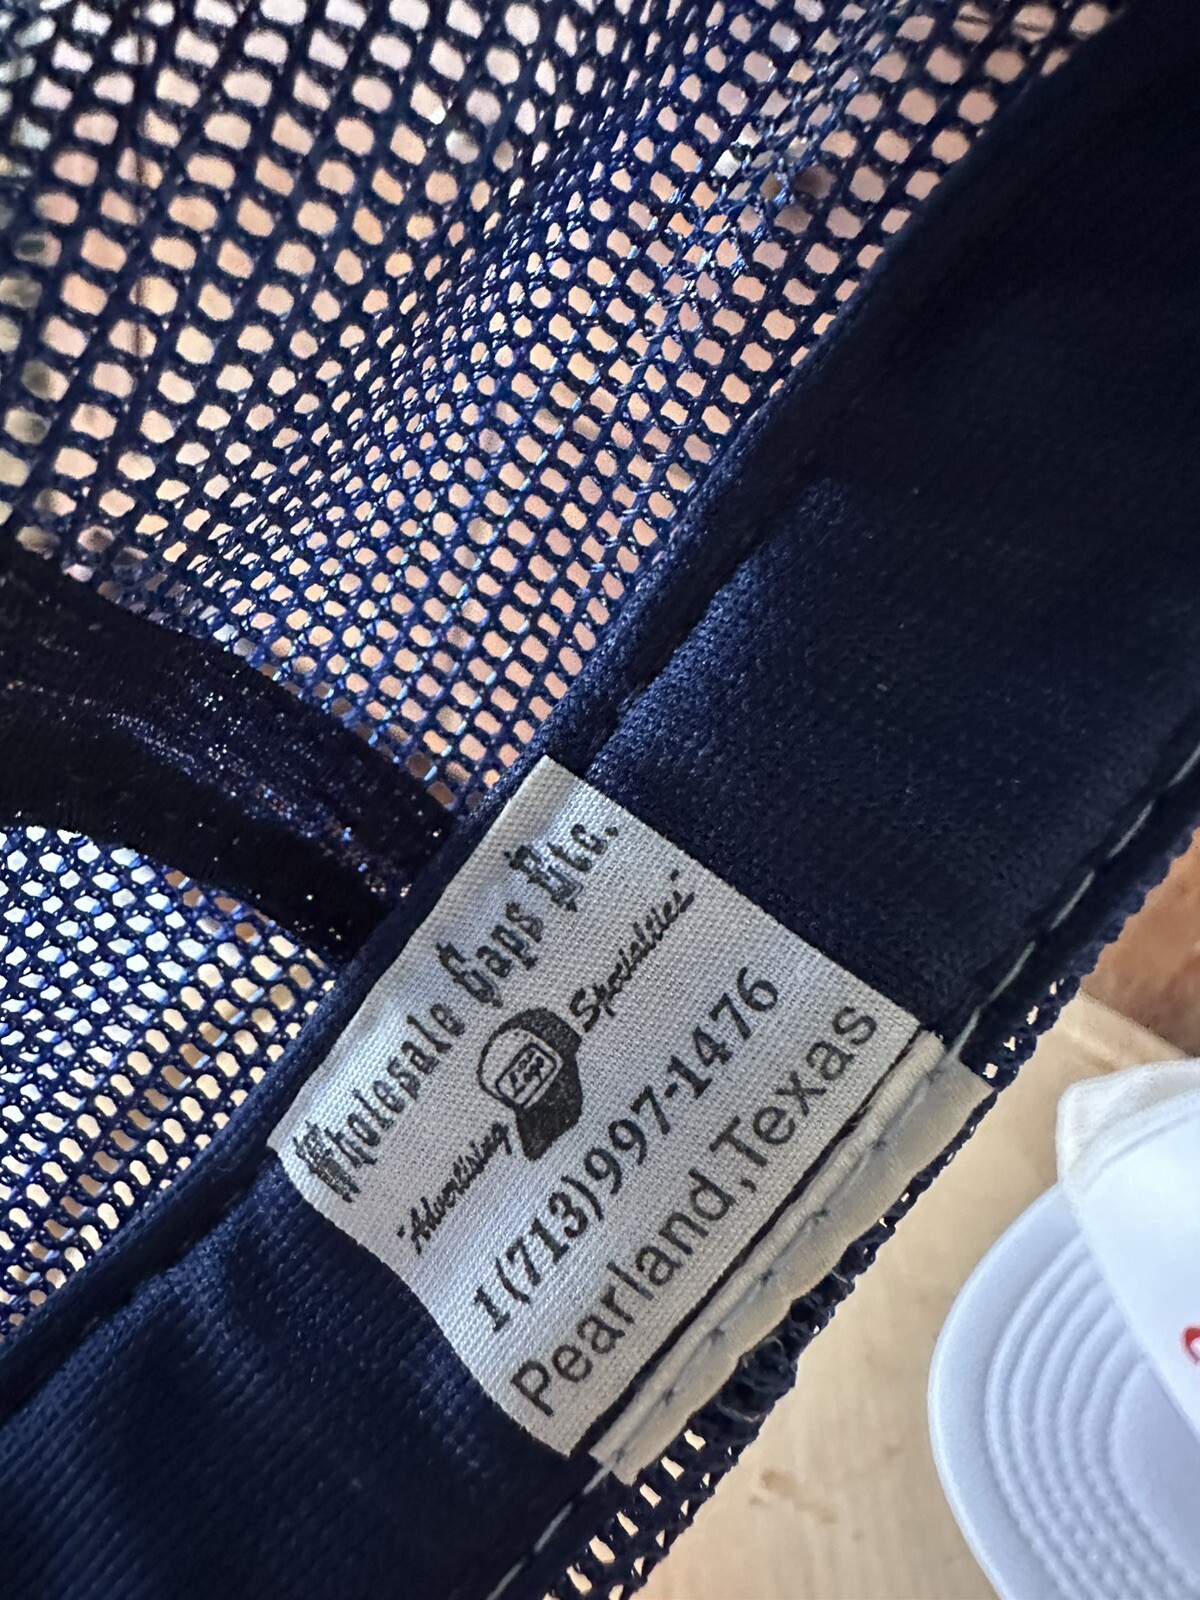 Wholesale Caps Etc.
"Advertising Specialties"
1(713)997-1476
Pearland,Texas